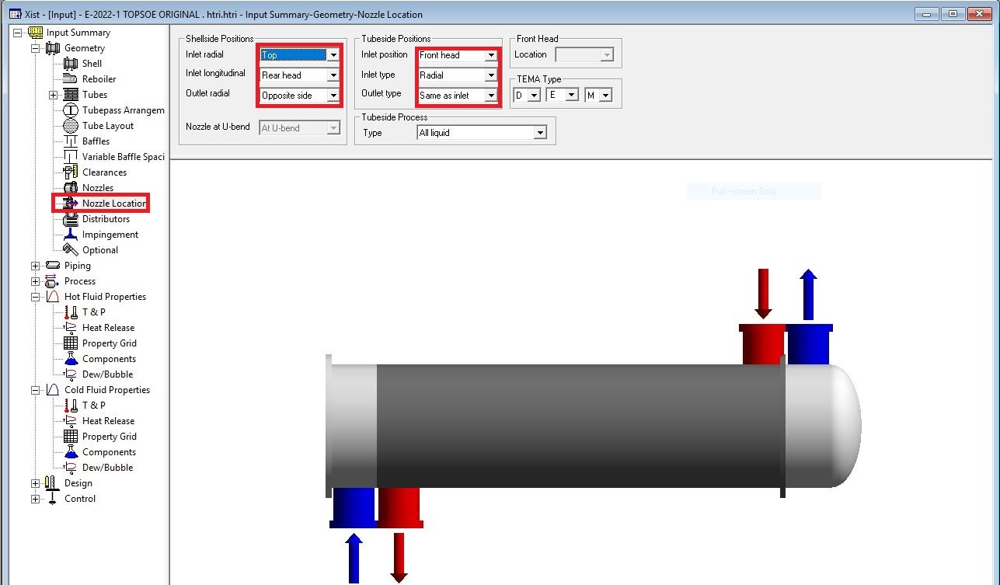 Xist - [Input] - E-2022-1 TOPSOE ORIGINAL . htri.htri - Input Summary-Geometry-Nozzle Location
Input Summary
Geometry
Shell
Reboiler
Tubes
Tubepass Arrangem
Tube Layout
Baffles
Variable Baffle Spaci
Clearances
Nozzles
Nozzle Location
Distributors
Impingement
Optional
Piping
Process
Hot Fluid Properties
T & P
Heat Release
Property Grid
Components
Dew/Bubble
Cold Fluid Properties
T & P
Heat Release
Property Grid
Components
Dew/Bubble
Design
Control
Shellside Positions
Inlet radial Top
Inlet longitudinal Rear head
Outlet radial Opposite side
Nozzle at U-bend At U-bend
Tubeside Positions
Inlet position Front head
Inlet type Radial
Outlet type Same as inlet
Tubeside Process
Type All liquid
Front Head
Location
TEMA Type
D E M
Full-screen Snip